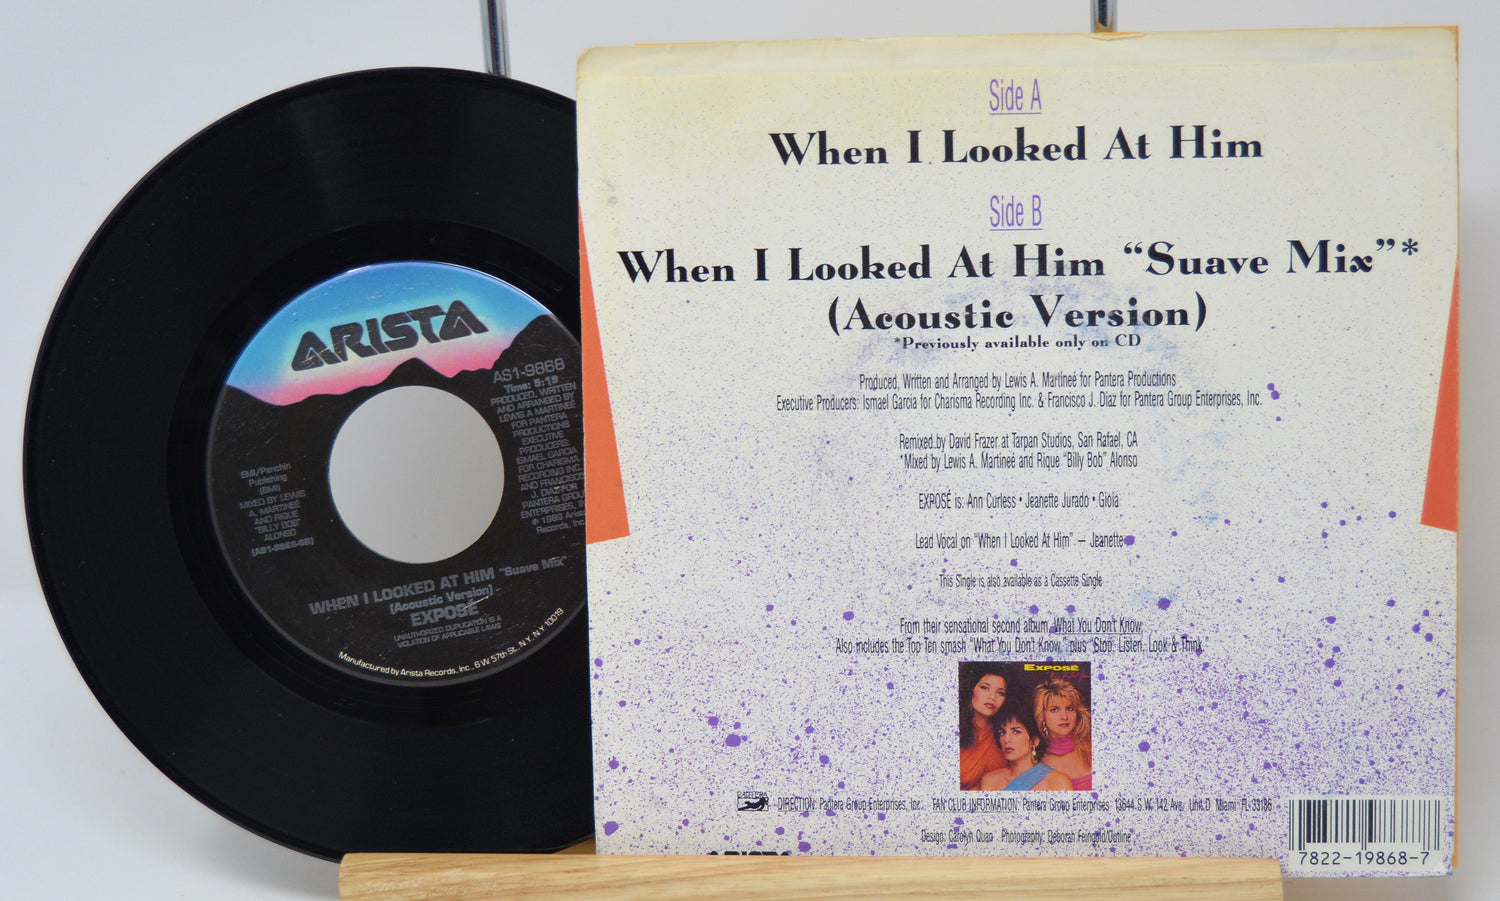 ARISTA
AS1-9868
Time: 5:19
PRODUCED, WRITTEN
AND ARRANGED BY
LEWIS A MARTINEÉ
FOR PANTERA
PRODUCTIONS
EXECUTIVE
PRODUCERS:
ISMAEL GARCIA
FOR CHARISMA
RECORDING INC.
AND FRANCISCO
J. DIAZ FOR
PANTERA GROUP
ENTERPRISES, IN
℗ 1989 Arista
Records, Inc.
EMI/Panchin
Publishing
(BMI)
MIXED BY LEWIS
A. MARTINEÉ
AND RIQUE
"BILLY BOB"
ALONSO
WHEN I LOOKED AT HIM "Suave Mix"
(Acoustic Version)
EXPOSÉ
UNAUTHORIZED DUPLICATION IS A
VIOLATION OF APPLICABLE LAWS
Manufactured by Arista Records, Inc., 6 W. 57th St., N.Y., N.Y. 10019
Side A
When I Looked At Him
Side B
When I Looked At Him "Suave Mix"*
(Acoustic Version)
*Previously available only on CD
Produced, Written and Arranged by Lewis A. Martineé for Pantera Productions
Executive Producers: Ismael Garcia for Charisma Recording Inc. & Francisco J. Diaz for Pantera Group Enterprises, Inc.
Remixed by David Frazer at Tarpan Studios, San Rafael, CA
*Mixed by Lewis A. Martineé and Rique "Billy Bob" Alonso
EXPOSÉ is: Ann Curless • Jeanette Jurado • Gioia
Lead Vocal on "When I Looked At Him" – Jeanette
This Single is also available as a Cassette Single
From their sensational second album, What You Don't Know.
Also includes the Top Ten smash "What You Don't Know," plus "Stop, Listen, Look & Think."
EXPOSÉ
PANTERA
DIRECTION: Pantera Group Enterprises, Inc. FAN CLUB INFORMATION: Pantera Group Enterprises 13644 S.W. 142 Ave. Unit D Miami FL 33186
Design: Carolyn Quan Photography: Deborah Feingold/Outline
ARISTA
7822-19868-7